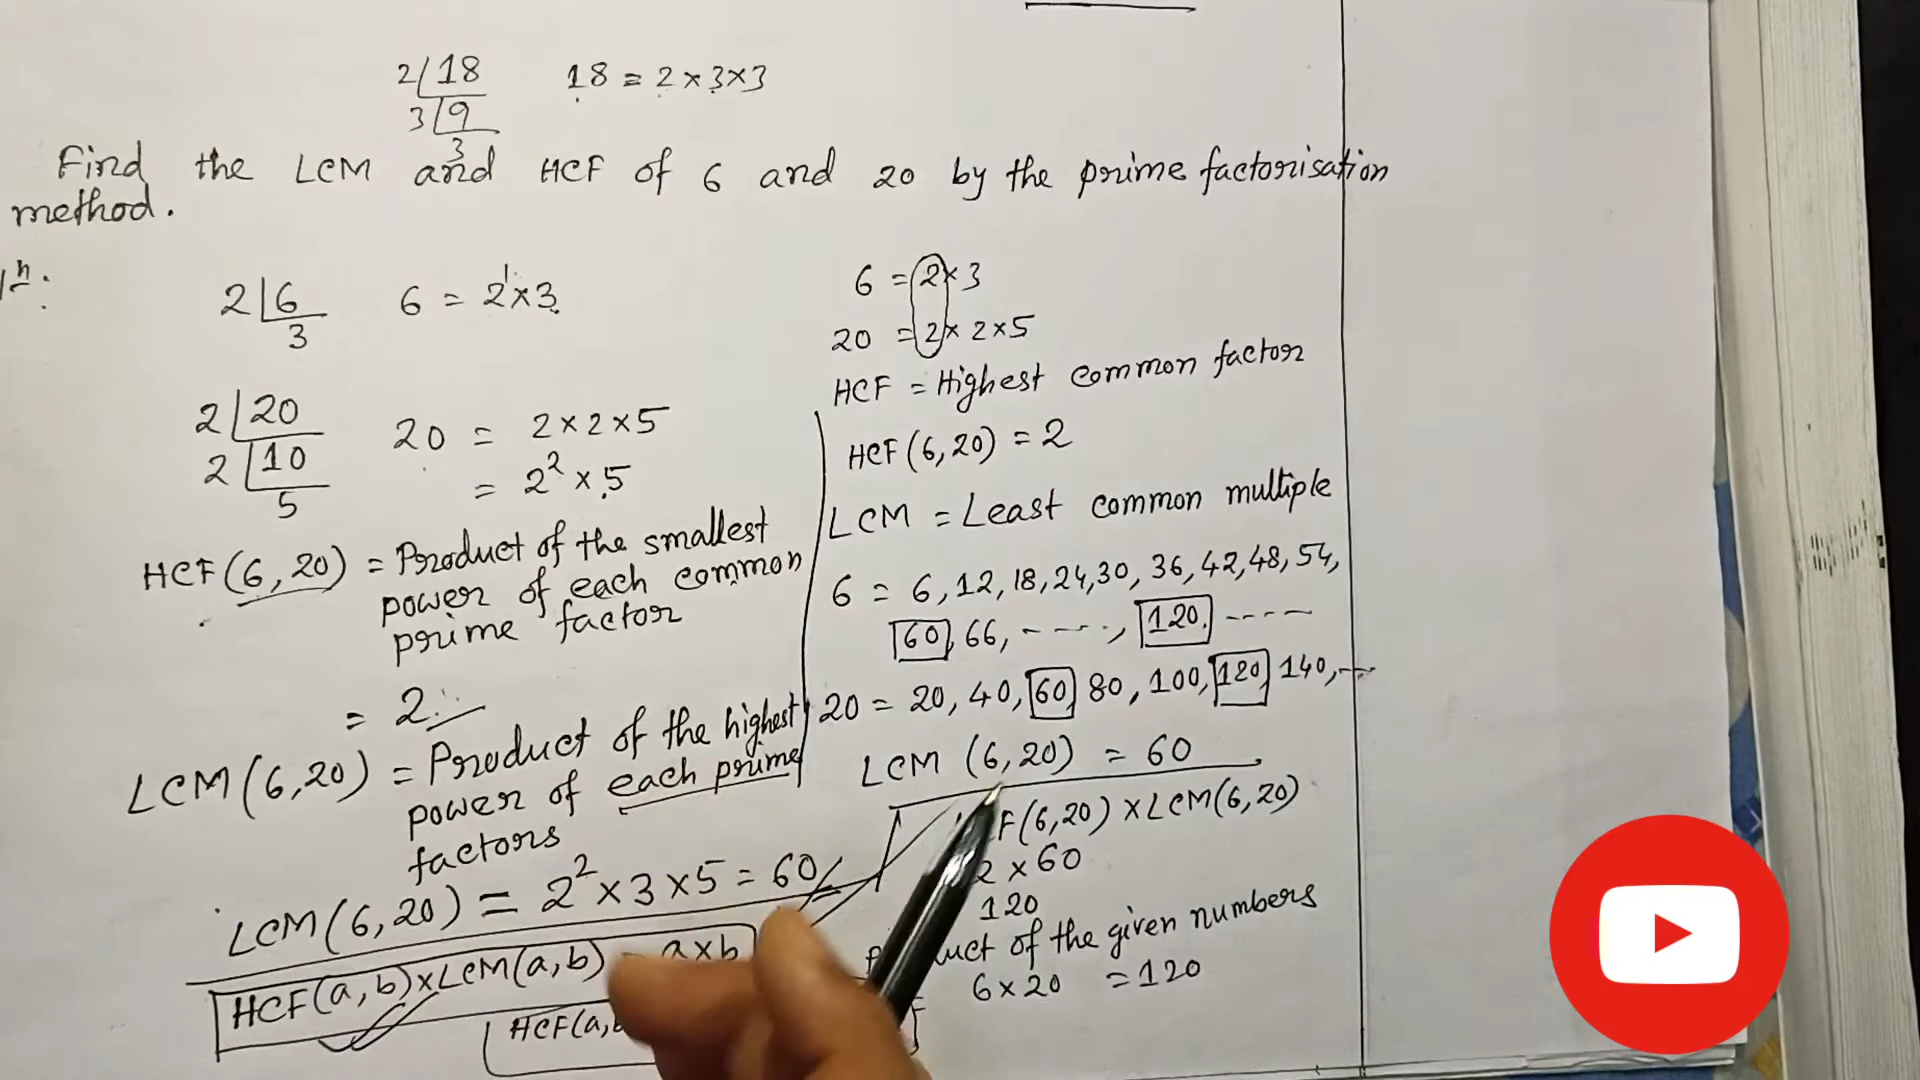 2 18 18 = 2 × 3 × 3
3 9
3
Find the LCM and HCF of 6 and 20 by the prime factorisation
method.
2 6 6 = 2¹ × 3
3
2 20 20 = 2 × 2 × 5
2 10 = 2² × 5
5
HCF (6, 20) = Product of the smallest
power of each common
prime factor
= 2
LCM (6, 20) = Product of the highest
power of each prime
factors
LCM (6, 20) = 2² × 3 × 5 = 60
HCF(a, b) × LCM(a, b) a × b
HCF(a,
6 = 2 × 3
20 = 2 × 2 × 5
HCF = Highest common factor
HCF (6, 20) = 2
LCM = Least common multiple
6 = 6, 12, 18, 24, 30, 36, 42, 48, 54,
60, 66, ----, 120, ----
20 = 20, 40, 60, 80, 100, 120, 140, --
LCM (6, 20) = 60
F(6, 20) × LCM(6, 20)
2 × 60
120
of the given numbers
6 × 20 = 120